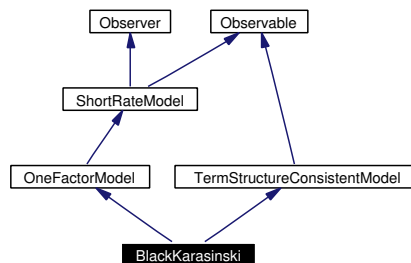 Observer
Observable
ShortRateModel
OneFactorModel
TermStructureConsistentModel
BlackKarasinski